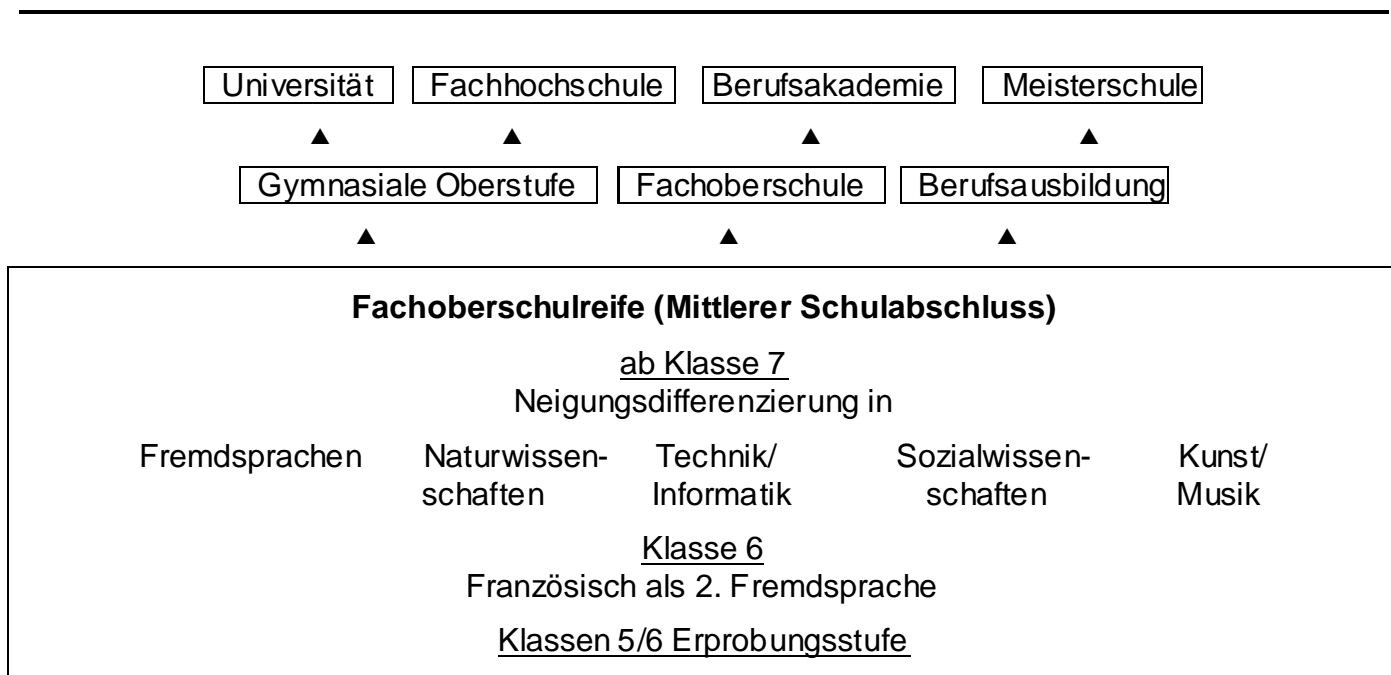 Universität Fachhochschule Berufsakademie Meisterschule
Gymnasiale Oberstufe Fachoberschule Berufsausbildung
Fachoberschulreife (Mittlerer Schulabschluss)
ab Klasse 7
Neigungsdifferenzierung in
Fremdsprachen Naturwissen- Technik/ Sozialwissen- Kunst/
schaften Informatik schaften Musik
Klasse 6
Französisch als 2. Fremdsprache
Klassen 5/6 Erprobungsstufe